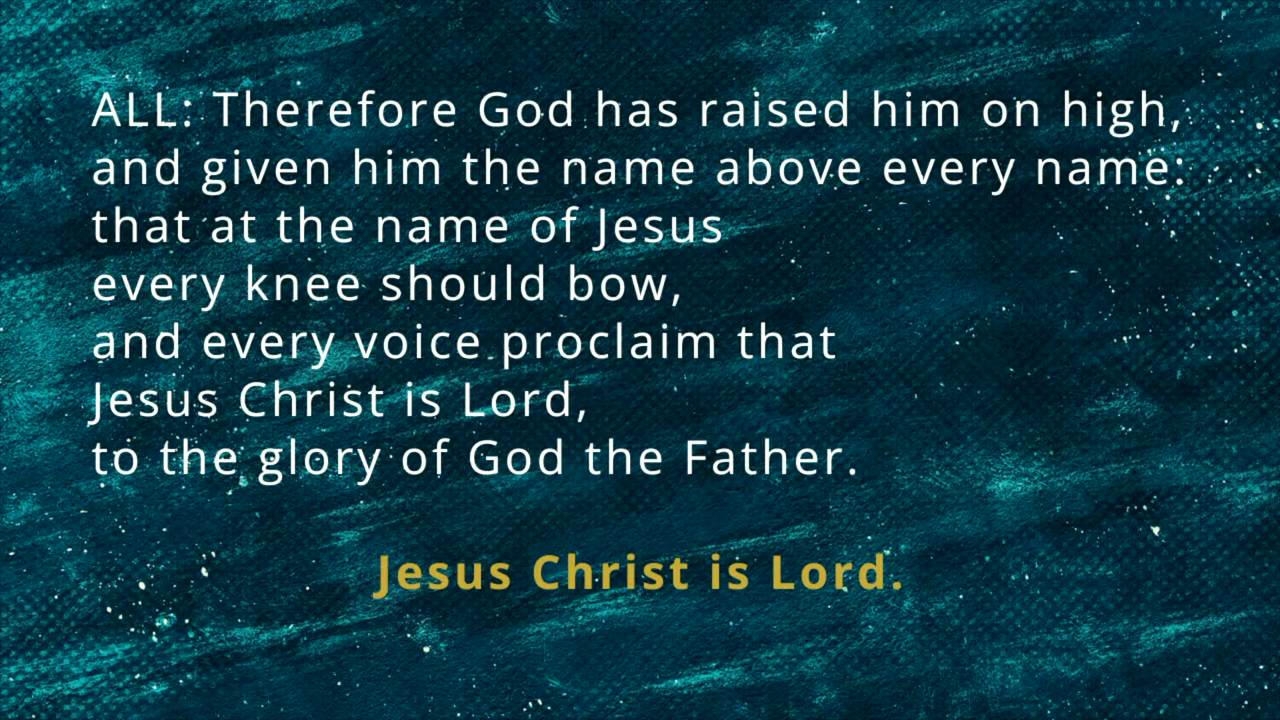 ALL: Therefore God has raised him on high,
and given him the name above every name:
that at the name of Jesus
every knee should bow,
and every voice proclaim that
Jesus Christ is Lord,
to the glory of God the Father.
Jesus Christ is Lord.